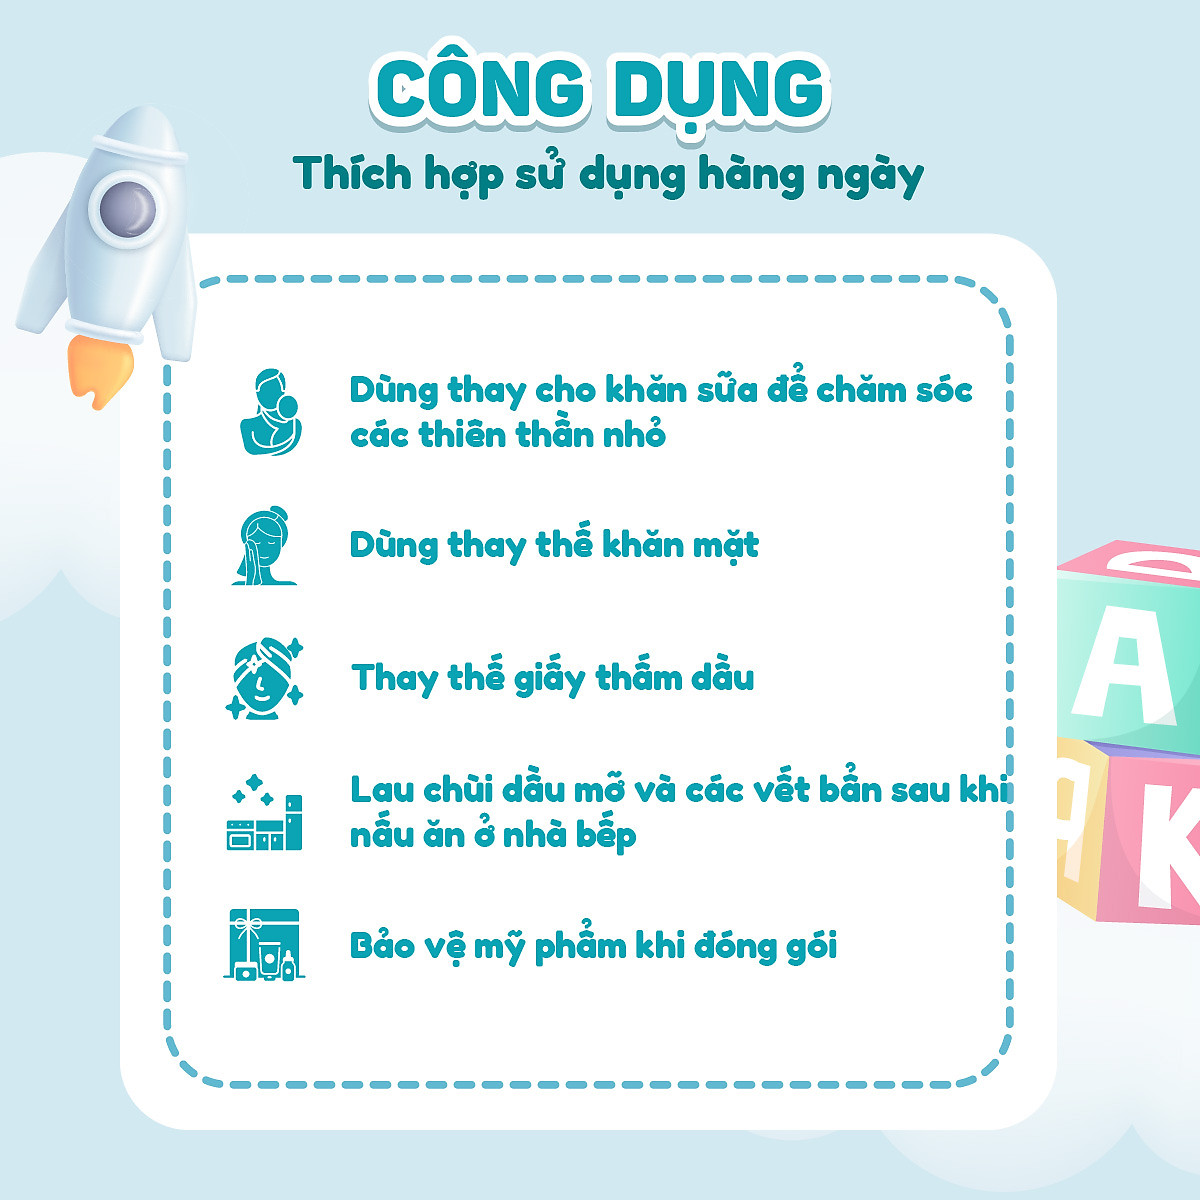 CÔNG DỤNG
Thích hợp sử dụng hàng ngày
Dùng thay cho khăn sữa để chăm sóc
các thiên thần nhỏ
Dùng thay thế khăn mặt
Thay thế giấy thấm dầu
Lau chùi dầu mỡ và các vết bẩn sau khi
nấu ăn ở nhà bếp
Bảo vệ mỹ phẩm khi đóng gói
A
K